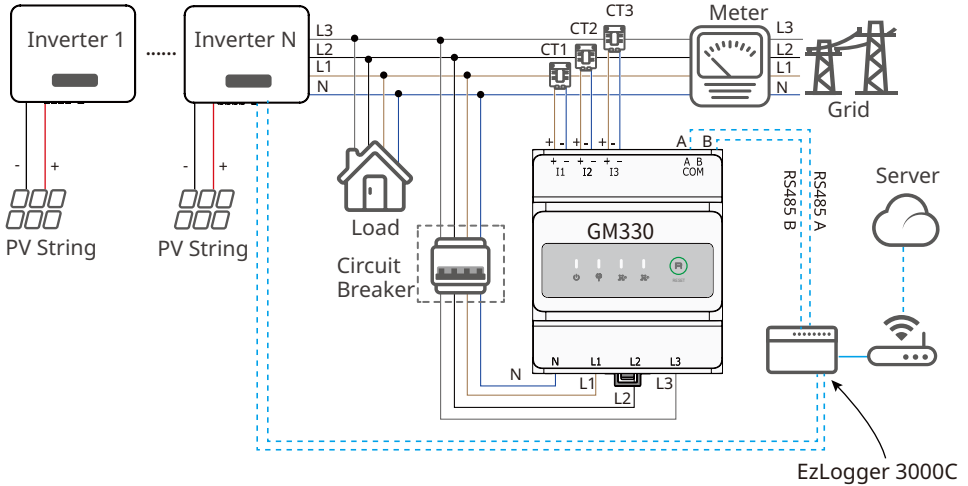 Inverter 1
......
Inverter N
L3
L2
L1
N
CT1
CT2
CT3
Meter
L3
L2
L1
N
Grid
- +
PV String
- +
PV String
Load
Circuit
Breaker
+ - + - + -
A B
+ - + - + -
I1 I2 I3
A B
COM
GM330
RESET
N L1 L2 L3
N
L1
L2
L3
RS485 B
RS485 A
Server
EzLogger 3000C